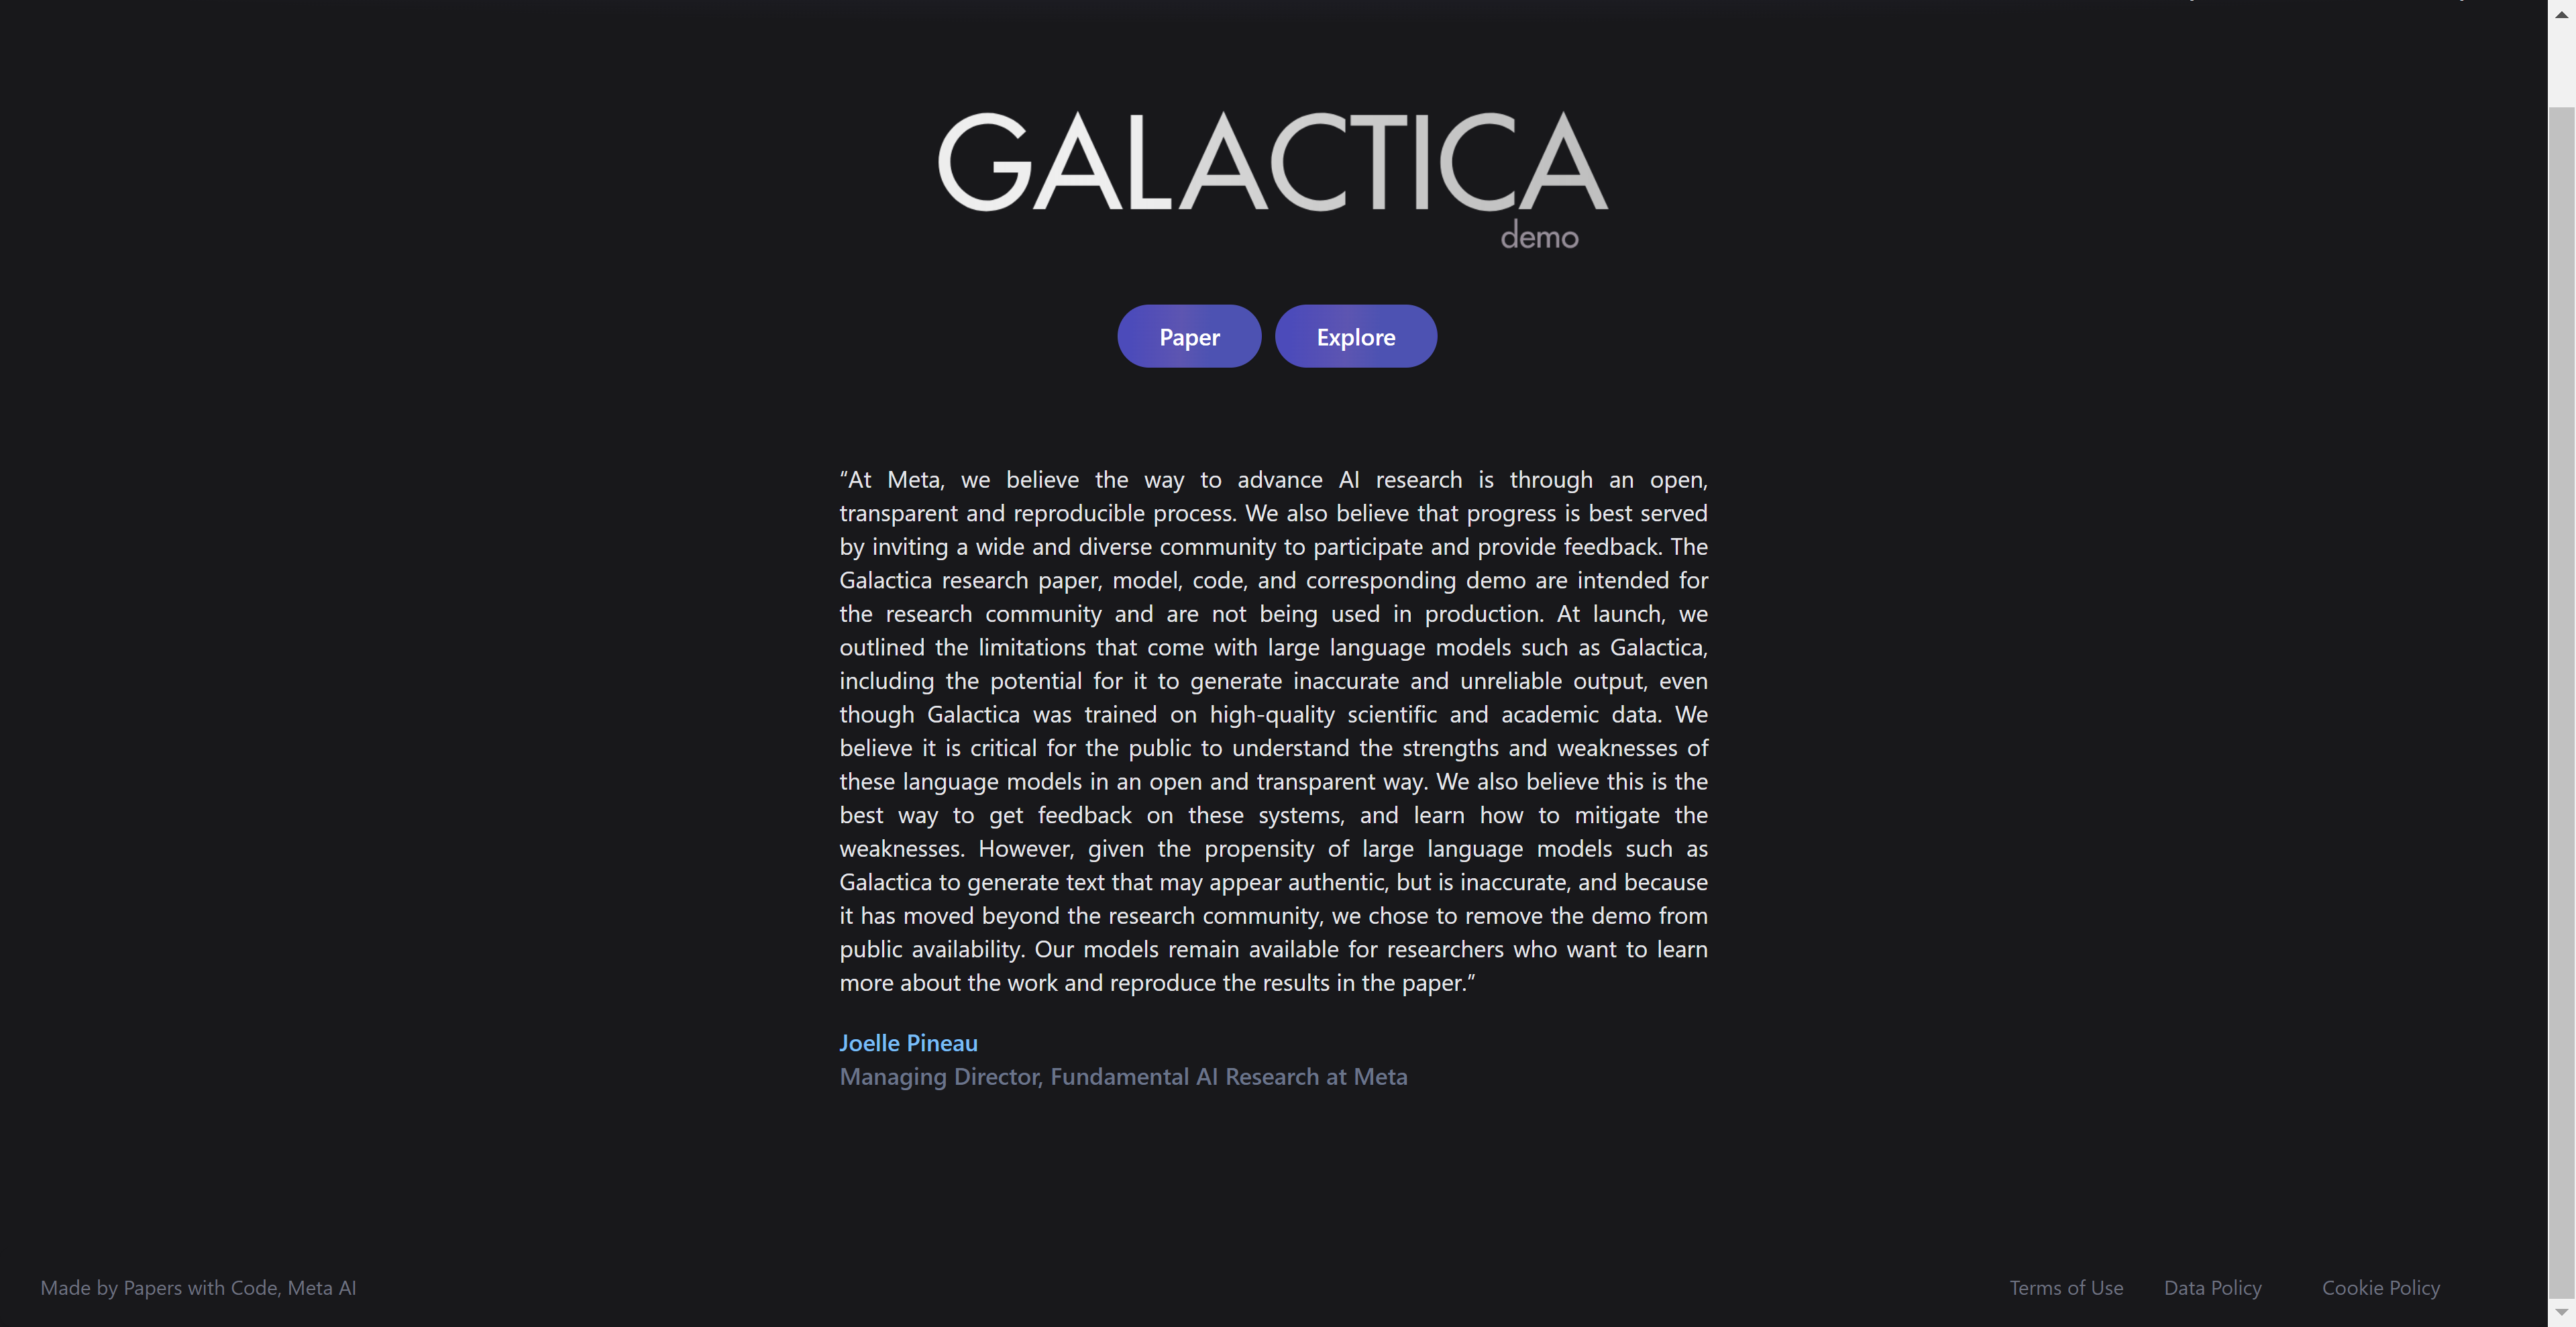 GALACTICA
demo
Paper Explore
“At Meta, we believe the way to advance AI research is through an open,
transparent and reproducible process. We also believe that progress is best served
by inviting a wide and diverse community to participate and provide feedback. The
Galactica research paper, model, code, and corresponding demo are intended for
the research community and are not being used in production. At launch, we
outlined the limitations that come with large language models such as Galactica,
including the potential for it to generate inaccurate and unreliable output, even
though Galactica was trained on high-quality scientific and academic data. We
believe it is critical for the public to understand the strengths and weaknesses of
these language models in an open and transparent way. We also believe this is the
best way to get feedback on these systems, and learn how to mitigate the
weaknesses. However, given the propensity of large language models such as
Galactica to generate text that may appear authentic, but is inaccurate, and because
it has moved beyond the research community, we chose to remove the demo from
public availability. Our models remain available for researchers who want to learn
more about the work and reproduce the results in the paper.”
Joelle Pineau
Managing Director, Fundamental AI Research at Meta
Made by Papers with Code, Meta AI Terms of Use Data Policy Cookie Policy